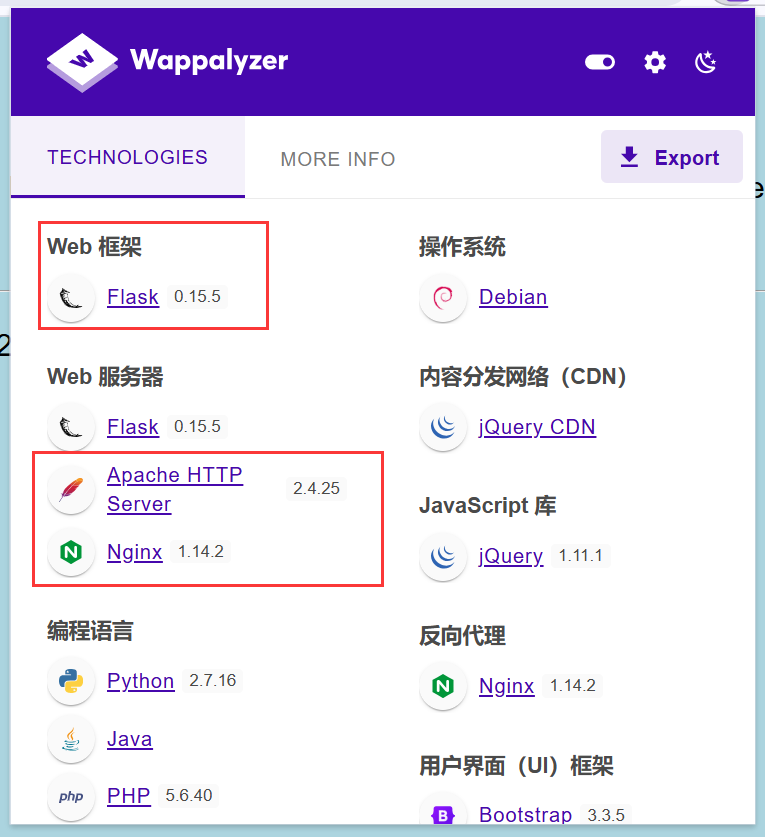 Wappalyzer
TECHNOLOGIES
MORE INFO
Export
Web 框架
Flask 0.15.5
Web 服务器
Flask 0.15.5
Apache HTTP
Server 2.4.25
Nginx 1.14.2
编程语言
Python 2.7.16
Java
php PHP 5.6.40
操作系统
Debian
内容分发网络（CDN）
jQuery CDN
JavaScript 库
jQuery 1.11.1
反向代理
Nginx 1.14.2
用户界面（UI）框架
B Bootstrap 3.3.5
e
2